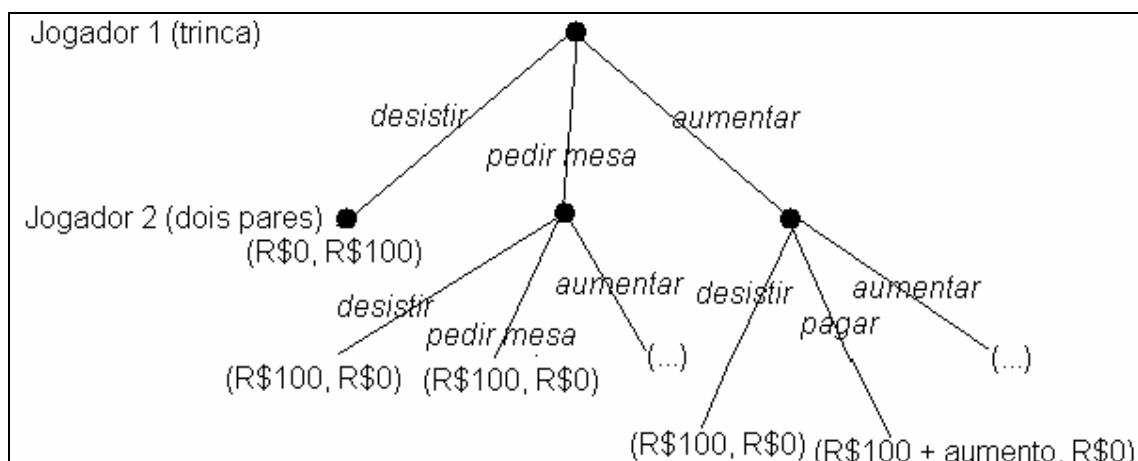 Jogador 1 (trinca)
desistir
pedir mesa
aumentar
Jogador 2 (dois pares)
(R$0, R$100)
desistir
pedir mesa
aumentar
desistir
pagar
aumentar
(R$100, R$0)
(R$100, R$0)
(...)
(...)
(R$100, R$0)
(R$100 + aumento, R$0)